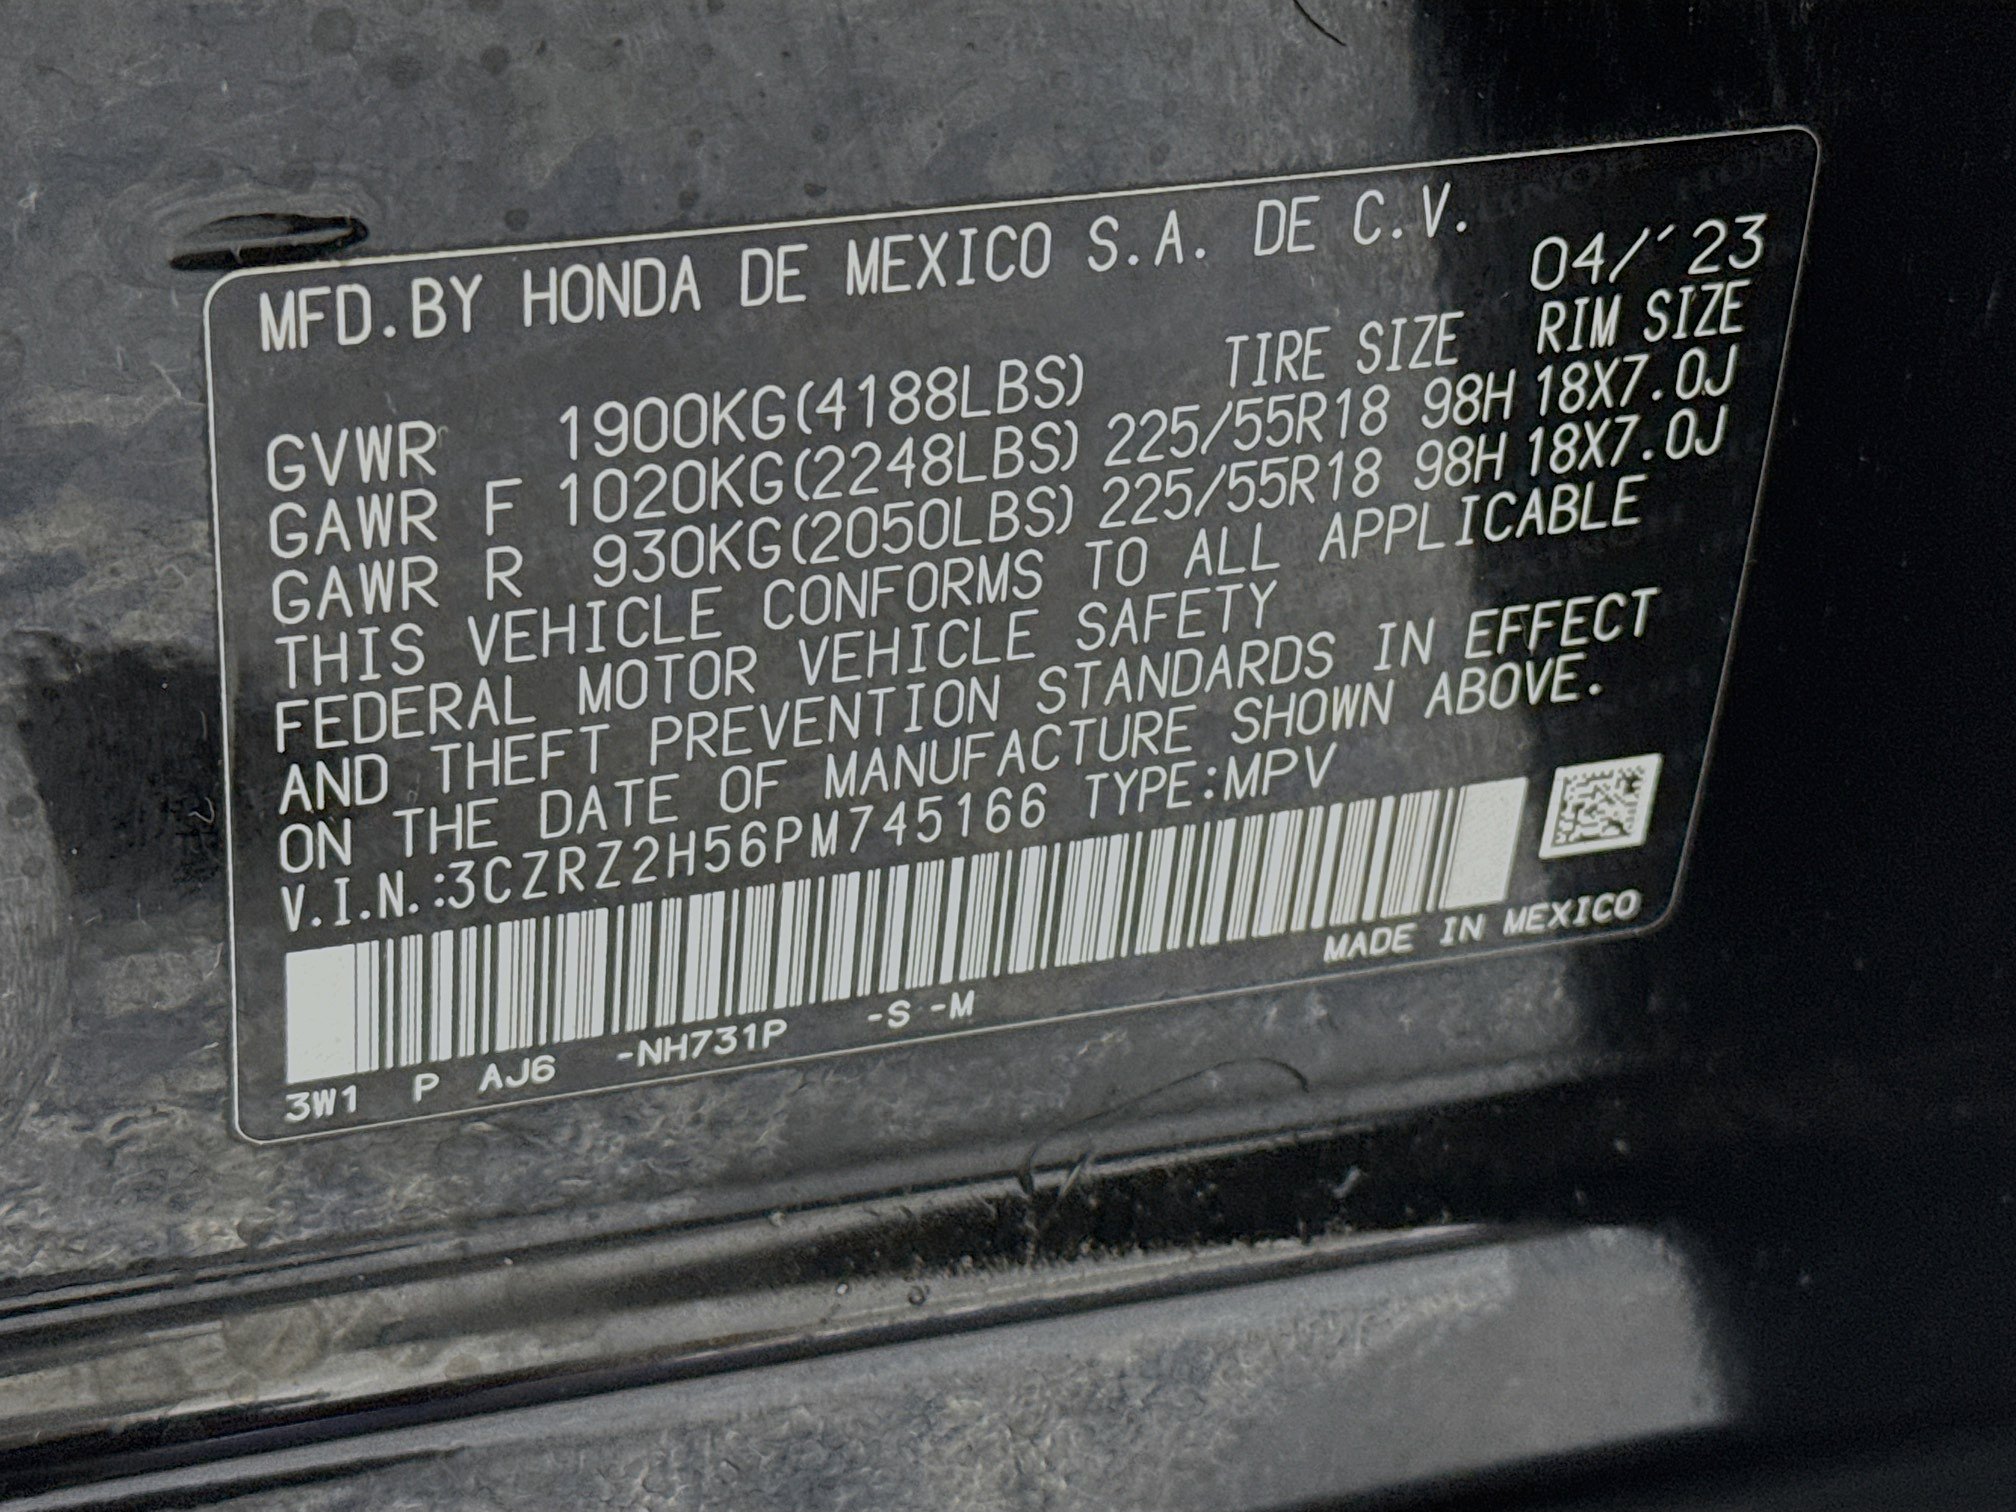 MFD.BY HONDA DE MEXICO S.A. DE C.V.
04/´23
TIRE SIZE RIM SIZE
GVWR 1900KG(4188LBS)
GAWR F 1020KG(2248LBS) 225/55R18 98H 18X7.0J
GAWR R 930KG(2050LBS) 225/55R18 98H 18X7.0J
THIS VEHICLE CONFORMS TO ALL APPLICABLE
FEDERAL MOTOR VEHICLE SAFETY
AND THEFT PREVENTION STANDARDS IN EFFECT
ON THE DATE OF MANUFACTURE SHOWN ABOVE.
V.I.N.:3CZRZ2H56PM745166 TYPE:MPV
MADE IN MEXICO
3W1 P AJ6 -NH731P -S -M